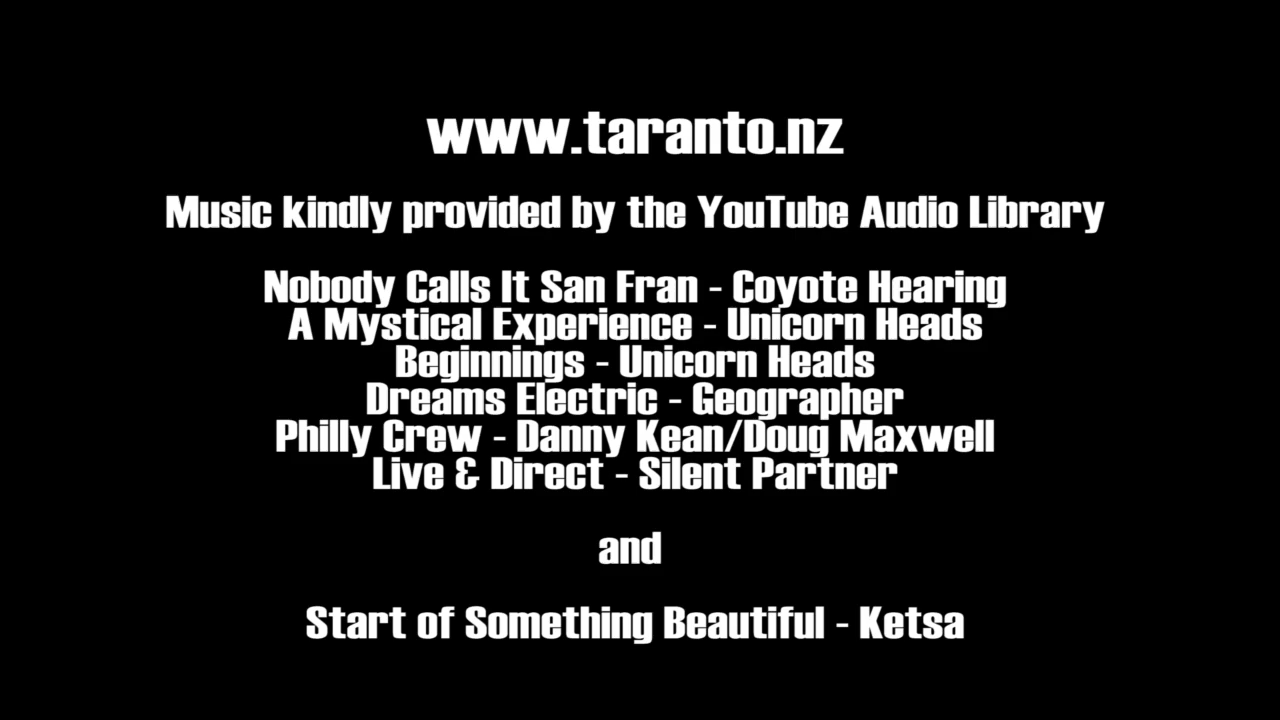 www.taranto.nz
Music kindly provided by the YouTube Audio Library
Nobody Calls It San Fran - Coyote Hearing
A Mystical Experience - Unicorn Heads
Beginnings - Unicorn Heads
Dreams Electric - Geographer
Philly Crew - Danny Kean/Doug Maxwell
Live & Direct - Silent Partner
and
Start of Something Beautiful - Ketsa